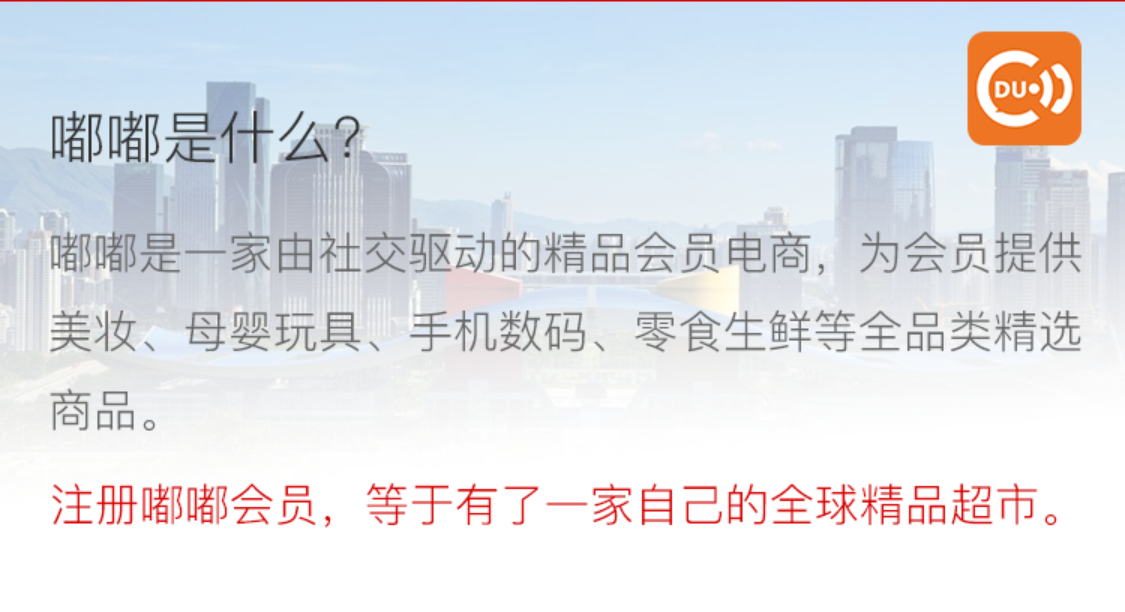 DU
嘟嘟是什么?
嘟嘟是一家由社交驱动的精品会员电商，为会员提供
美妆、母婴玩具、手机数码、零食生鲜等全品类精选
商品。
注册嘟嘟会员，等于有了一家自己的全球精品超市。